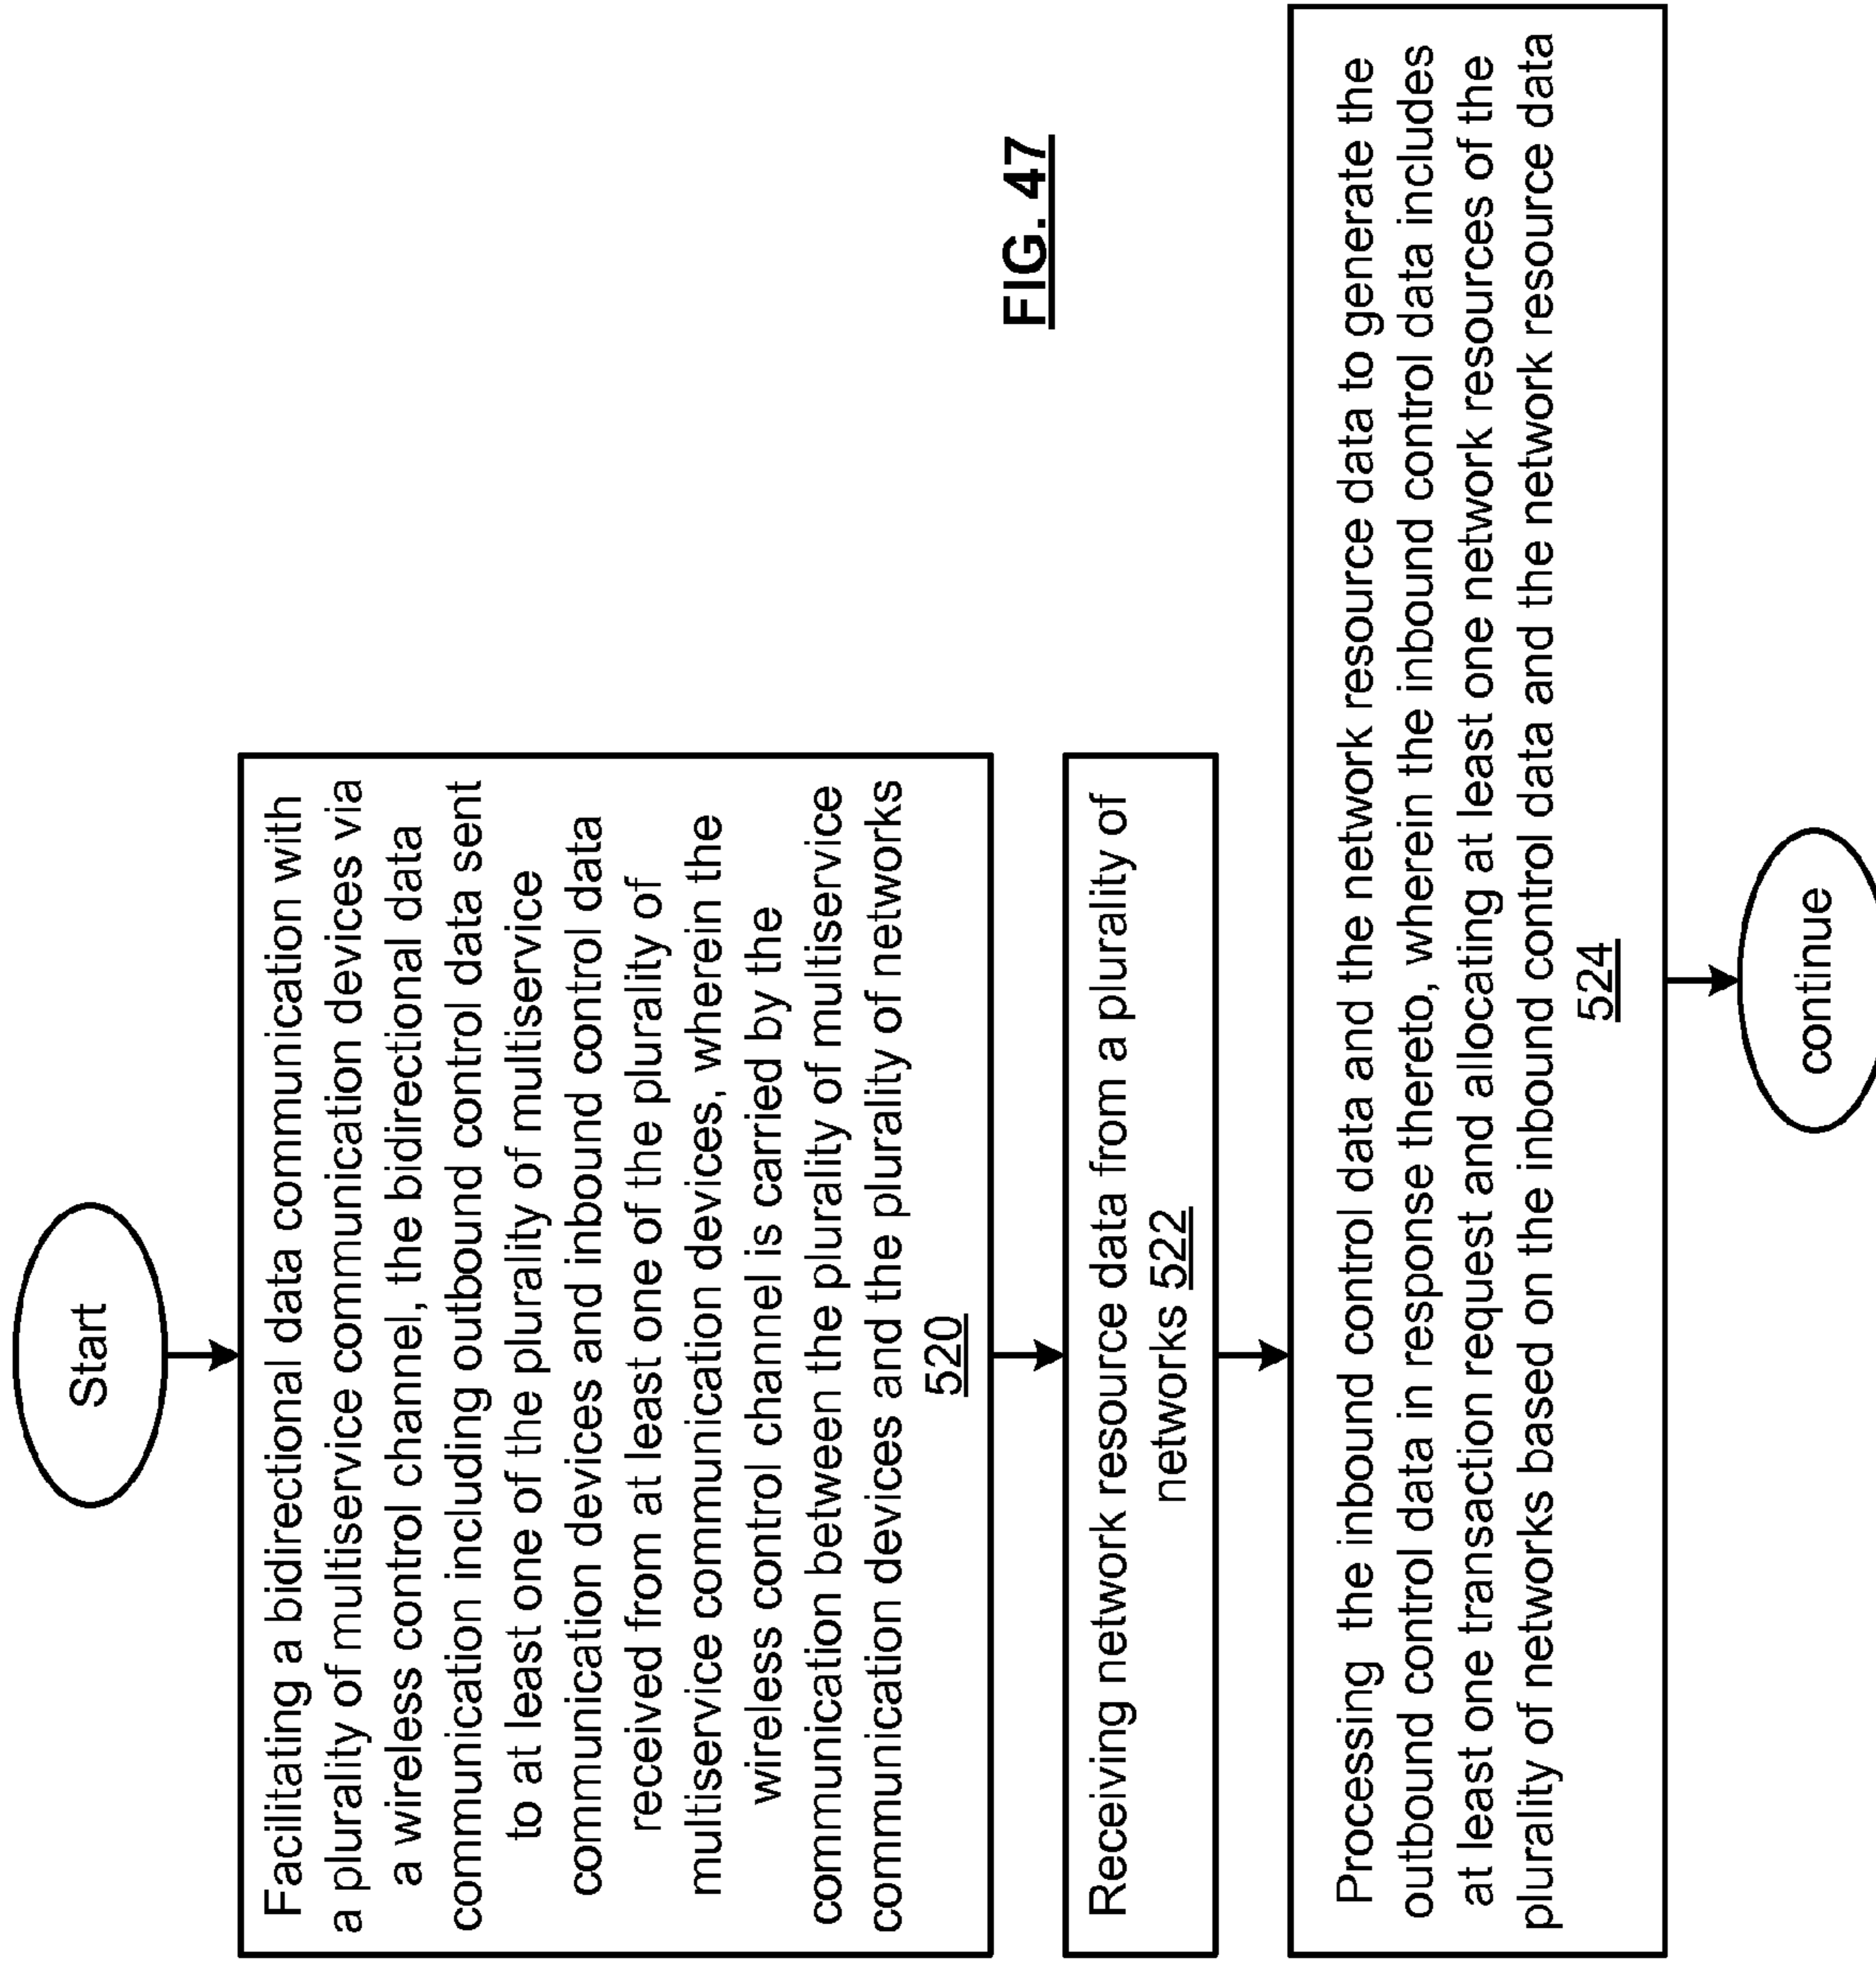 Start
Facilitating a bidirectional data communication with
a plurality of multiservice communication devices via
a wireless control channel, the bidirectional data
communication including outbound control data sent
to at least one of the plurality of multiservice
communication devices and inbound control data
received from at least one of the plurality of
multiservice communication devices, wherein the
wireless control channel is carried by the
communication between the plurality of multiservice
communication devices and the plurality of networks
520
Receiving network resource data from a plurality of
networks 522
Processing the inbound control data and the network resource data to generate the
outbound control data in response thereto, wherein the inbound control data includes
at least one transaction request and allocating at least one network resources of the
plurality of networks based on the inbound control data and the network resource data
524
continue
FIG. 47